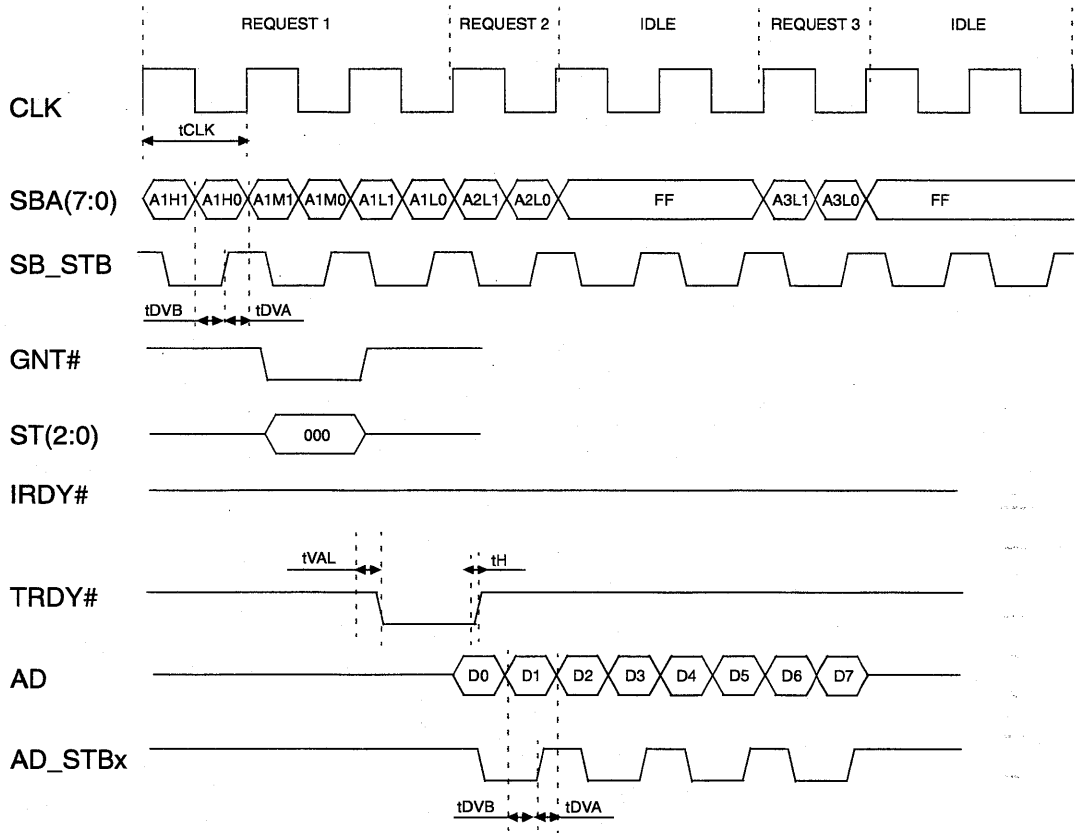 REQUEST 1 REQUEST 2 IDLE REQUEST 3 IDLE
CLK
tCLK
SBA(7:0) A1H1 A1H0 A1M1 A1M0 A1L1 A1L0 A2L1 A2L0 FF A3L1 A3L0 FF
SB_STB
tDVB tDVA
GNT#
ST(2:0) 000
IRDY#
tVAL tH
TRDY#
AD D0 D1 D2 D3 D4 D5 D6 D7
AD_STBx
tDVB tDVA